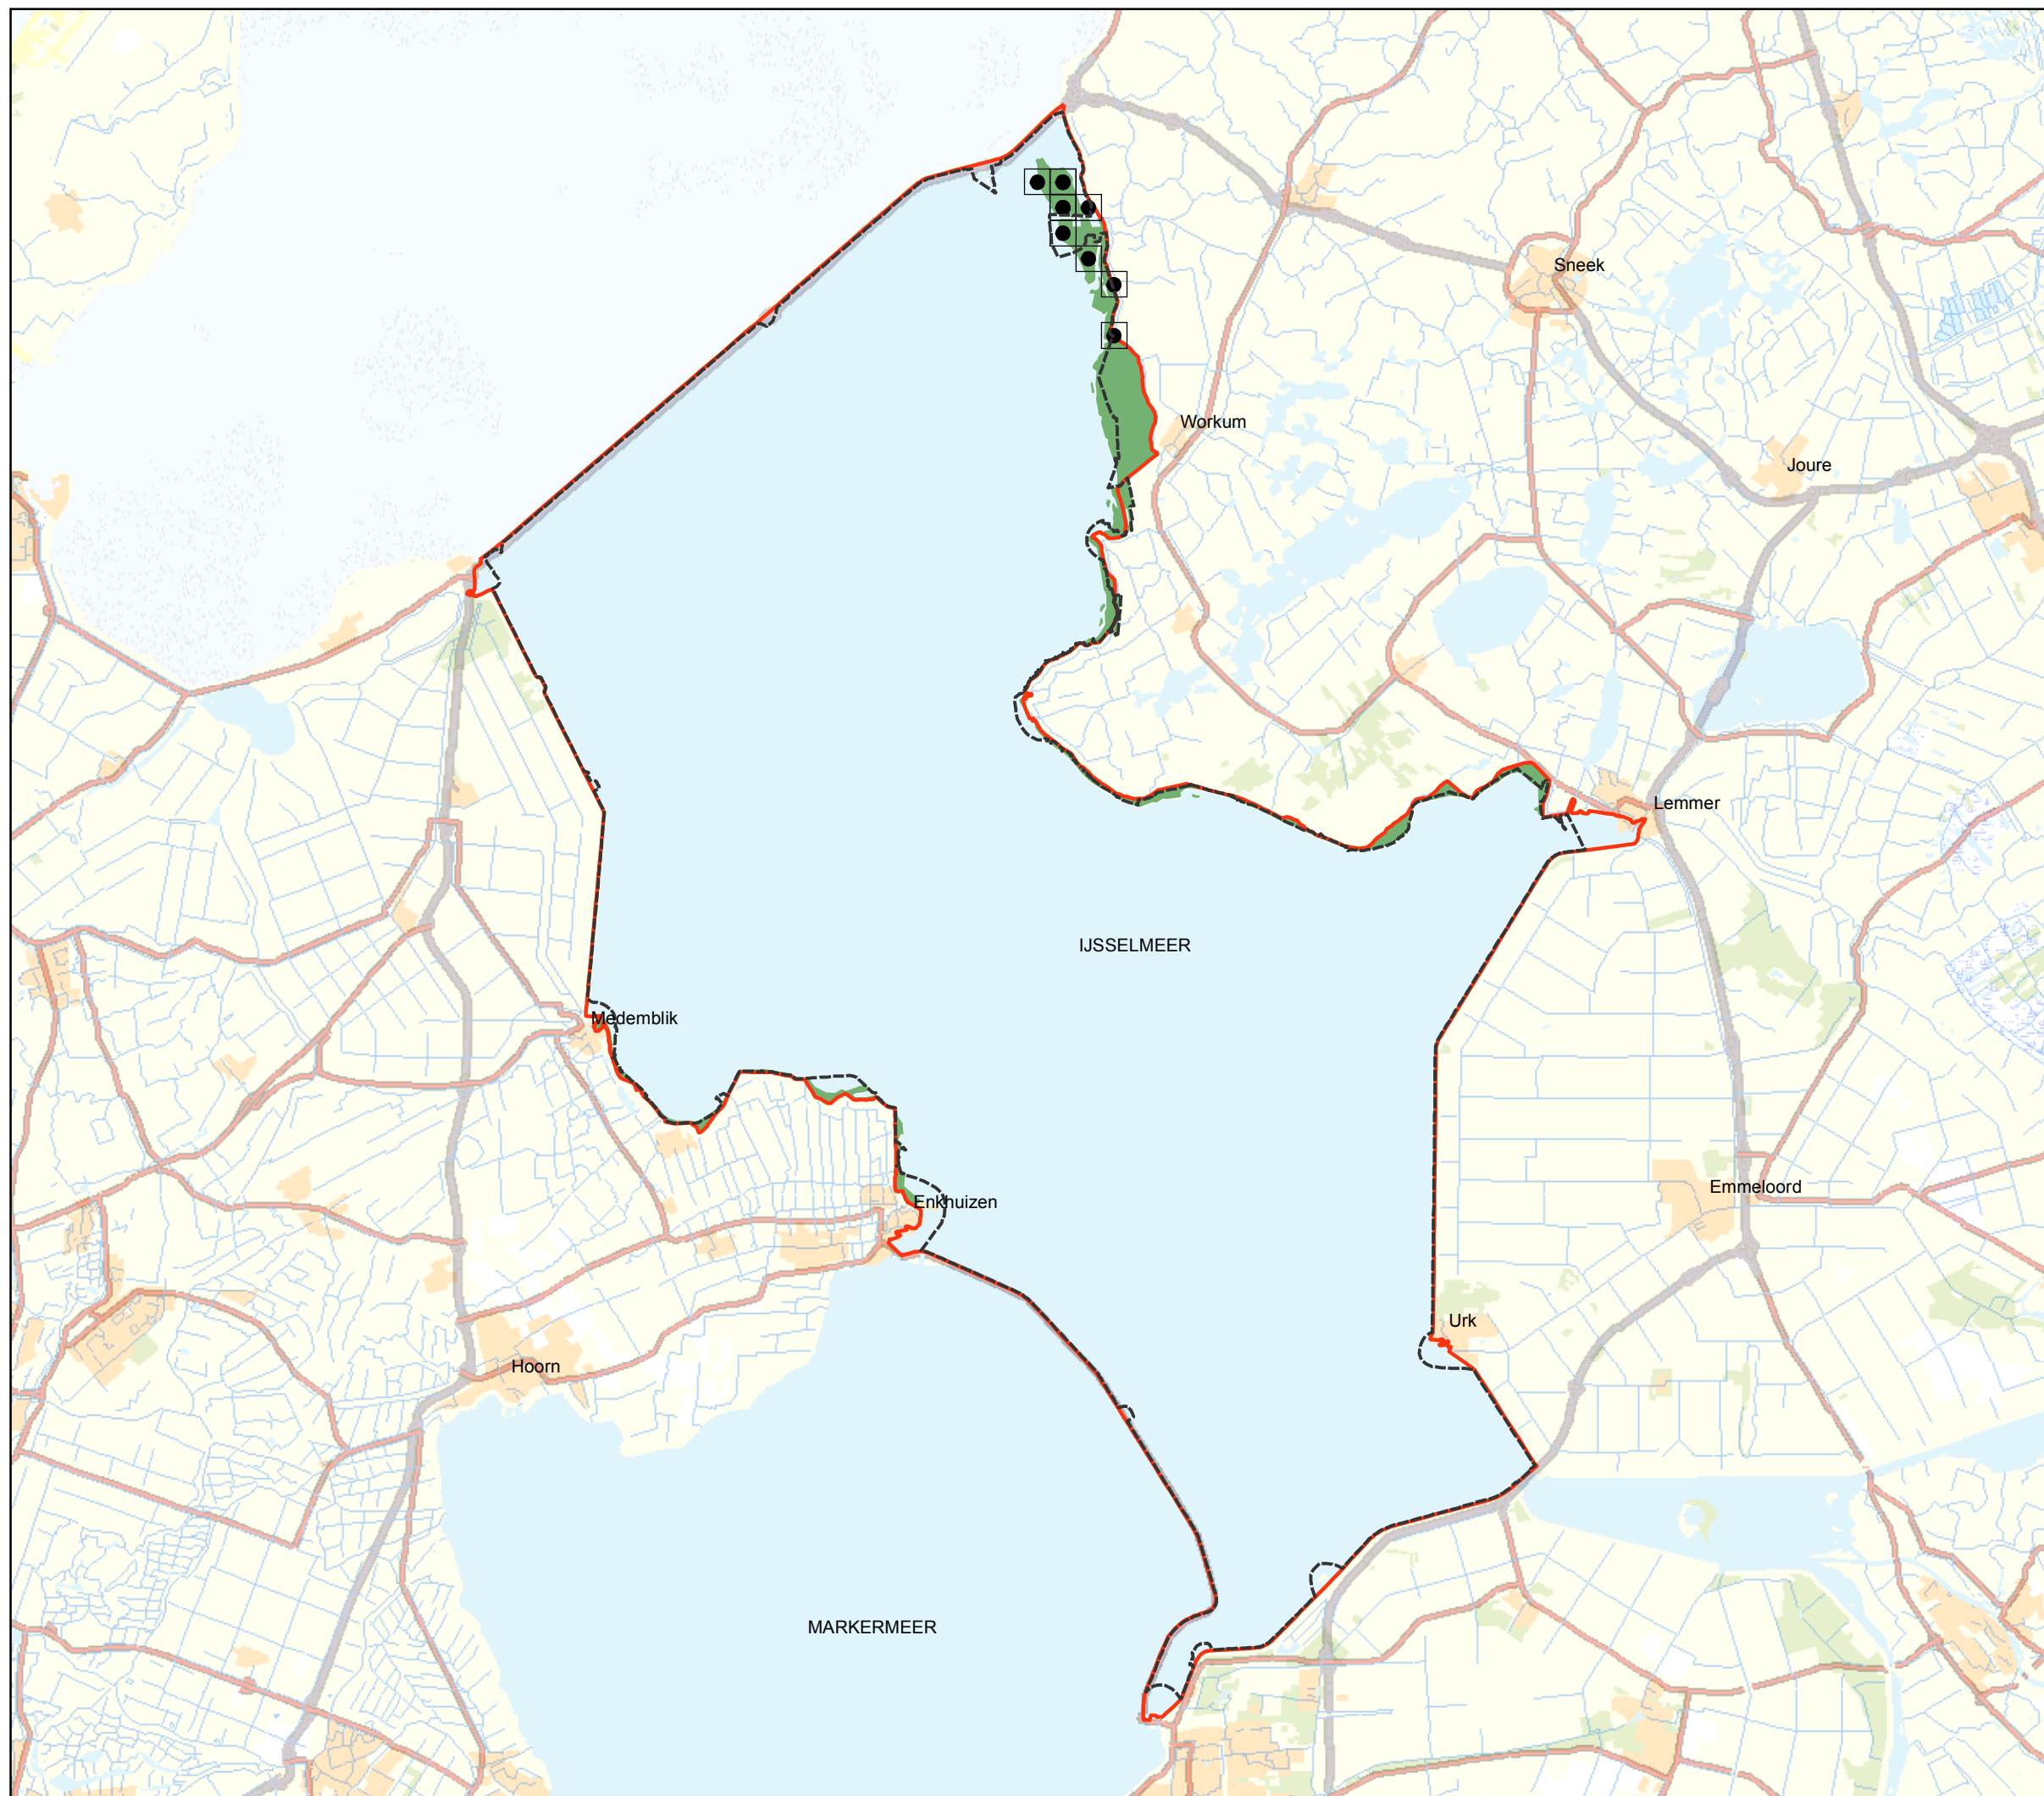 Sneek
Workum
Joure
Lemmer
IJSSELMEER
Medemblik
Emmeloord
Enkhuizen
Urk
Hoorn
MARKERMEER